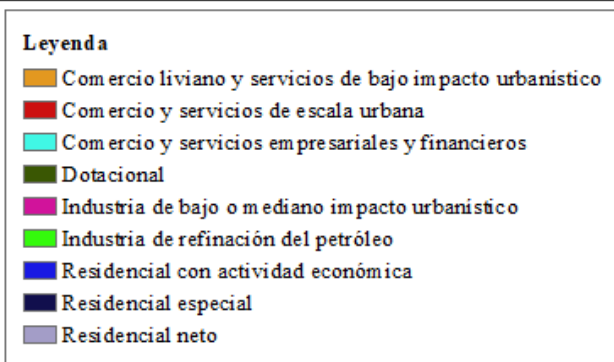 Leyenda
Comercio liviano y servicios de bajo impacto urbanístico
Comercio y servicios de escala urbana
Comercio y servicios empresariales y financieros
Dotacional
Industria de bajo o mediano impacto urbanístico
Industria de refinación del petróleo
Residencial con actividad económica
Residencial especial
Residencial neto